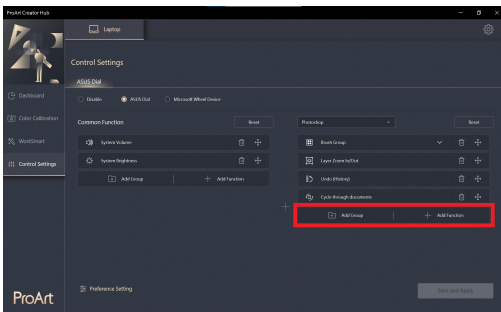 ProArt Creator Hub
Laptop
Control Settings
ASUS Dial
Dashboard
Disable
ASUS Dial
Microsoft Wheel Device
Color Calibration
Common Function
Reset
Photoshop
Reset
WorkSmart
System Volume
Brush Group
Control Settings
System Brightness
Layer Zoom In/Out
Add Group
Add Function
Undo (History)
Cycle through documents
Add Group
Add Function
Preference Setting
Save and Apply
ProArt